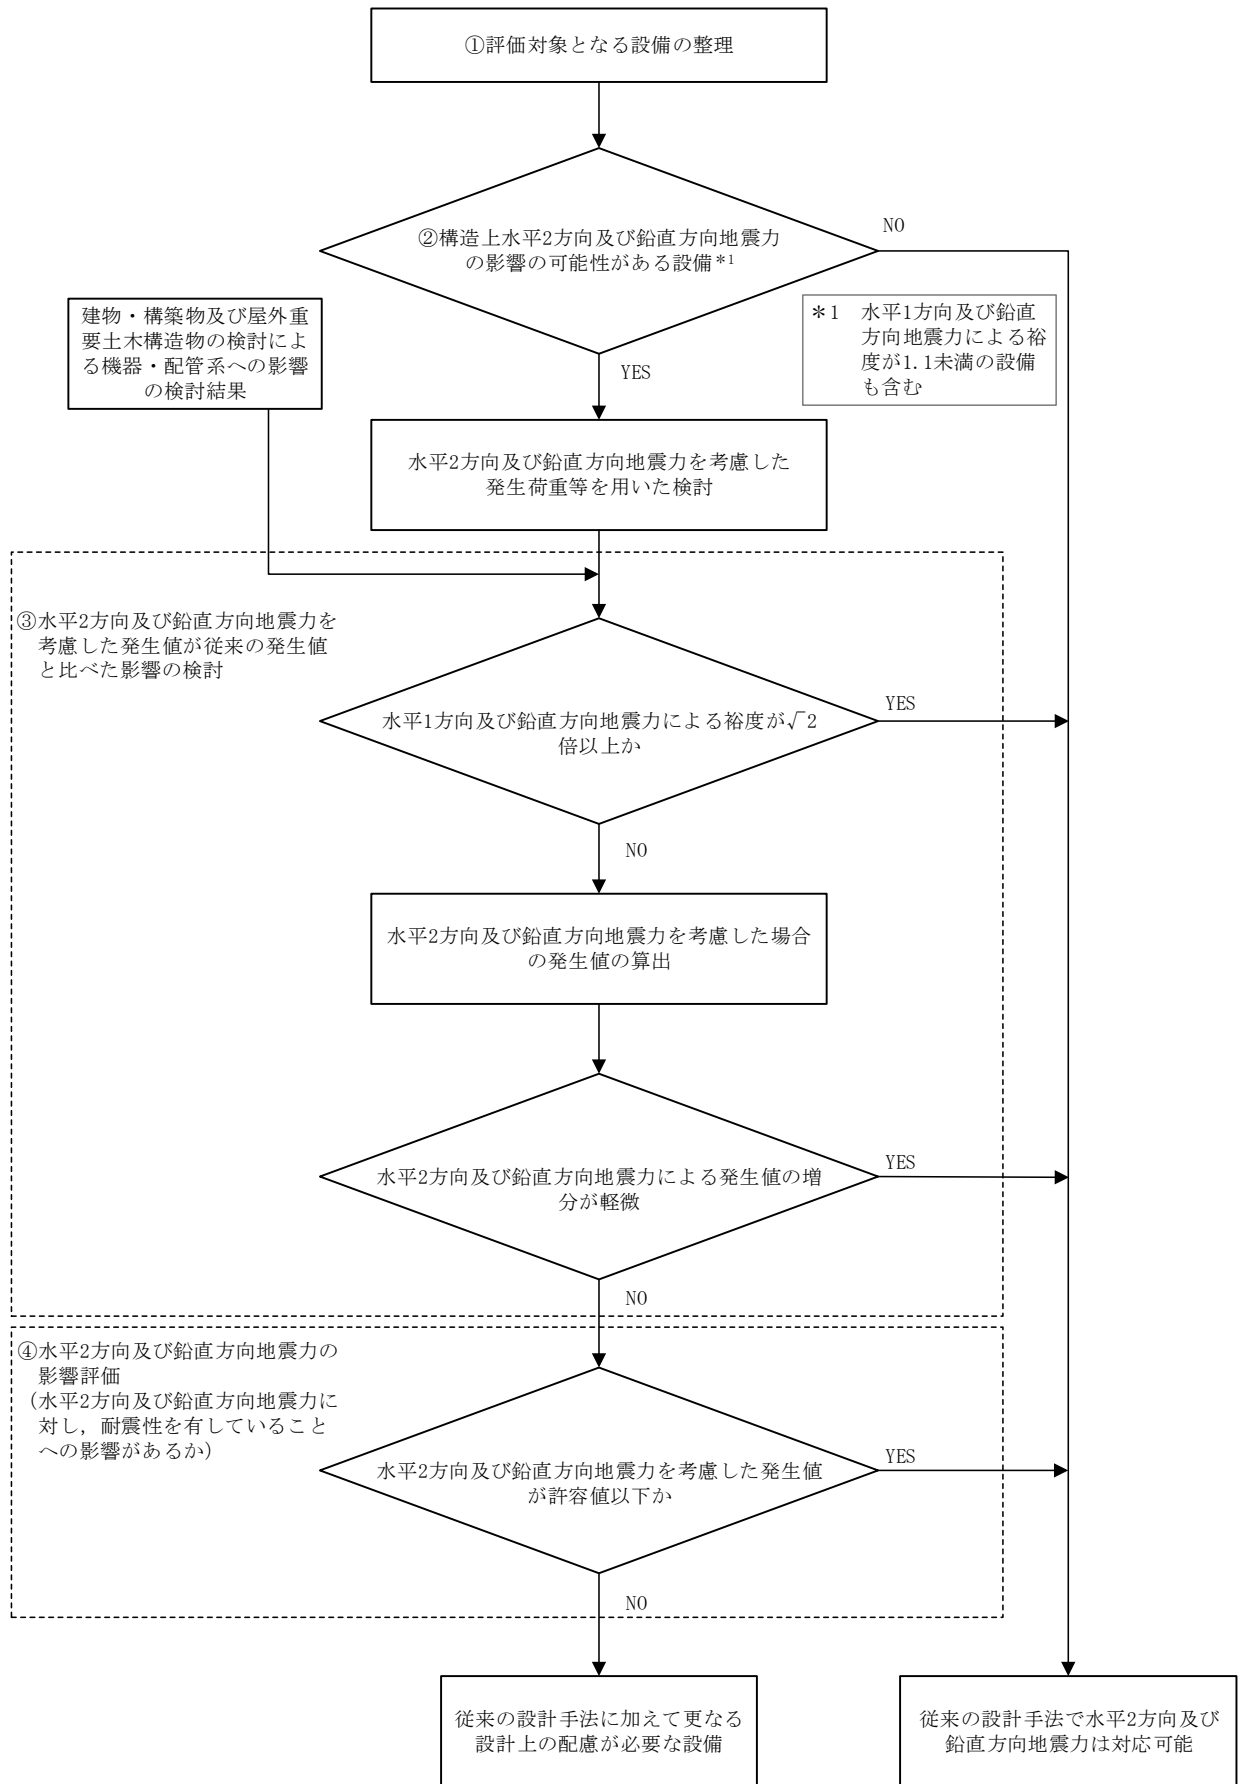 ①評価対象となる設備の整理
②構造上水平2方向及び鉛直方向地震力
の影響の可能性がある設備*1
NO
建物・構築物及び屋外重
要土木構造物の検討によ
る機器・配管系への影響
の検討結果
*1 水平1方向及び鉛直
方向地震力による裕
度が1.1未満の設備
も含む
YES
水平2方向及び鉛直方向地震力を考慮した
発生荷重等を用いた検討
③水平2方向及び鉛直方向地震力を
考慮した発生値が従来の発生値
と比べた影響の検討
水平1方向及び鉛直方向地震力による裕度が√2
倍以上か
YES
NO
水平2方向及び鉛直方向地震力を考慮した場合
の発生値の算出
水平2方向及び鉛直方向地震力による発生値の増
分が軽微
YES
NO
④水平2方向及び鉛直方向地震力の
影響評価
(水平2方向及び鉛直方向地震力に
対し,耐震性を有していること
への影響があるか)
水平2方向及び鉛直方向地震力を考慮した発生値
が許容値以下か
YES
NO
従来の設計手法に加えて更なる
設計上の配慮が必要な設備
従来の設計手法で水平2方向及び
鉛直方向地震力は対応可能